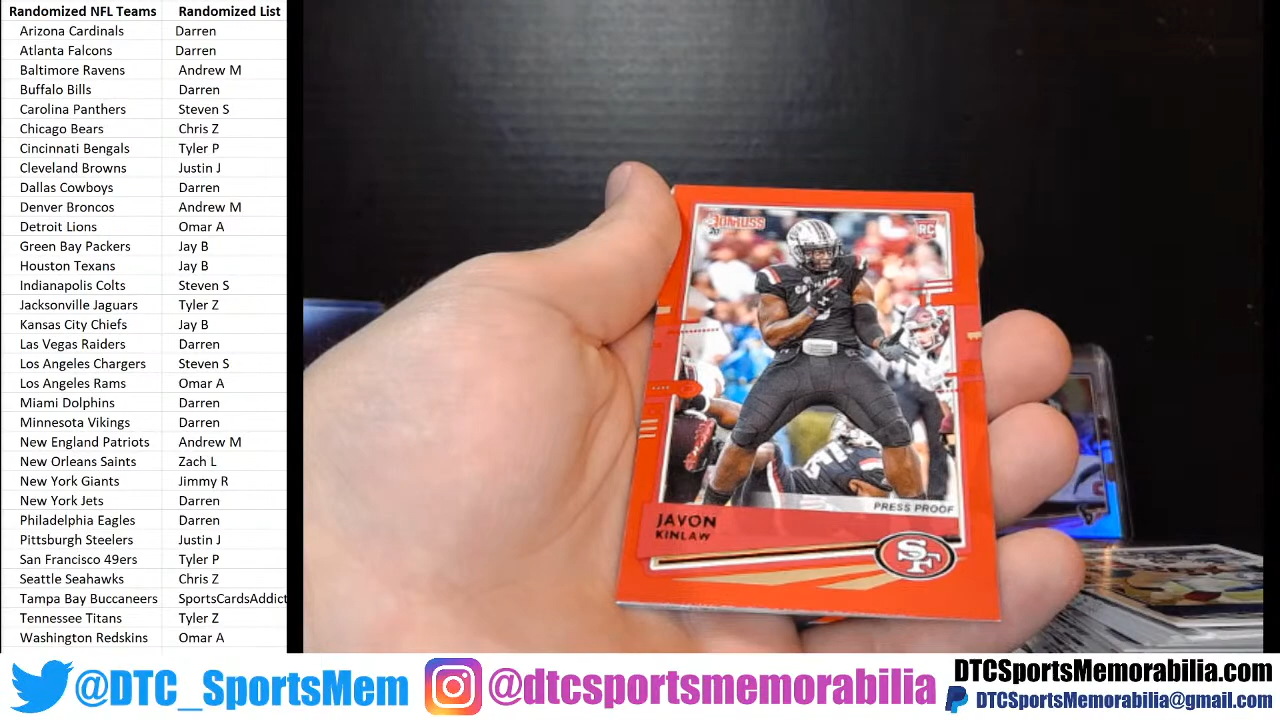 Randomized NFL Teams Randomized List
Arizona Cardinals Darren
Atlanta Falcons Darren
Baltimore Ravens Andrew M
Buffalo Bills Darren
Carolina Panthers Steven S
Chicago Bears Chris Z
Cincinnati Bengals Tyler P
Cleveland Browns Justin J
Dallas Cowboys Darren
Denver Broncos Andrew M
Detroit Lions Omar A
Green Bay Packers Jay B
Houston Texans Jay B
Indianapolis Colts Steven S
Jacksonville Jaguars Tyler Z
Kansas City Chiefs Jay B
Las Vegas Raiders Darren
Los Angeles Chargers Steven S
Los Angeles Rams Omar A
Miami Dolphins Darren
Minnesota Vikings Darren
New England Patriots Andrew M
New Orleans Saints Zach L
New York Giants Jimmy R
New York Jets Darren
Philadelphia Eagles Darren
Pittsburgh Steelers Justin J
San Francisco 49ers Tyler P
Seattle Seahawks Chris Z
Tampa Bay Buccaneers SportsCardsAddict
Tennessee Titans Tyler Z
Washington Redskins Omar A
DONRUSS
RC
PRESS PROOF
JAVON
KINLAW
SF
@DTC_SportsMem
@dtcsportsmemorabilia
DTCSportsMemorabilia.com
DTCSportsMemorabilia@gmail.com